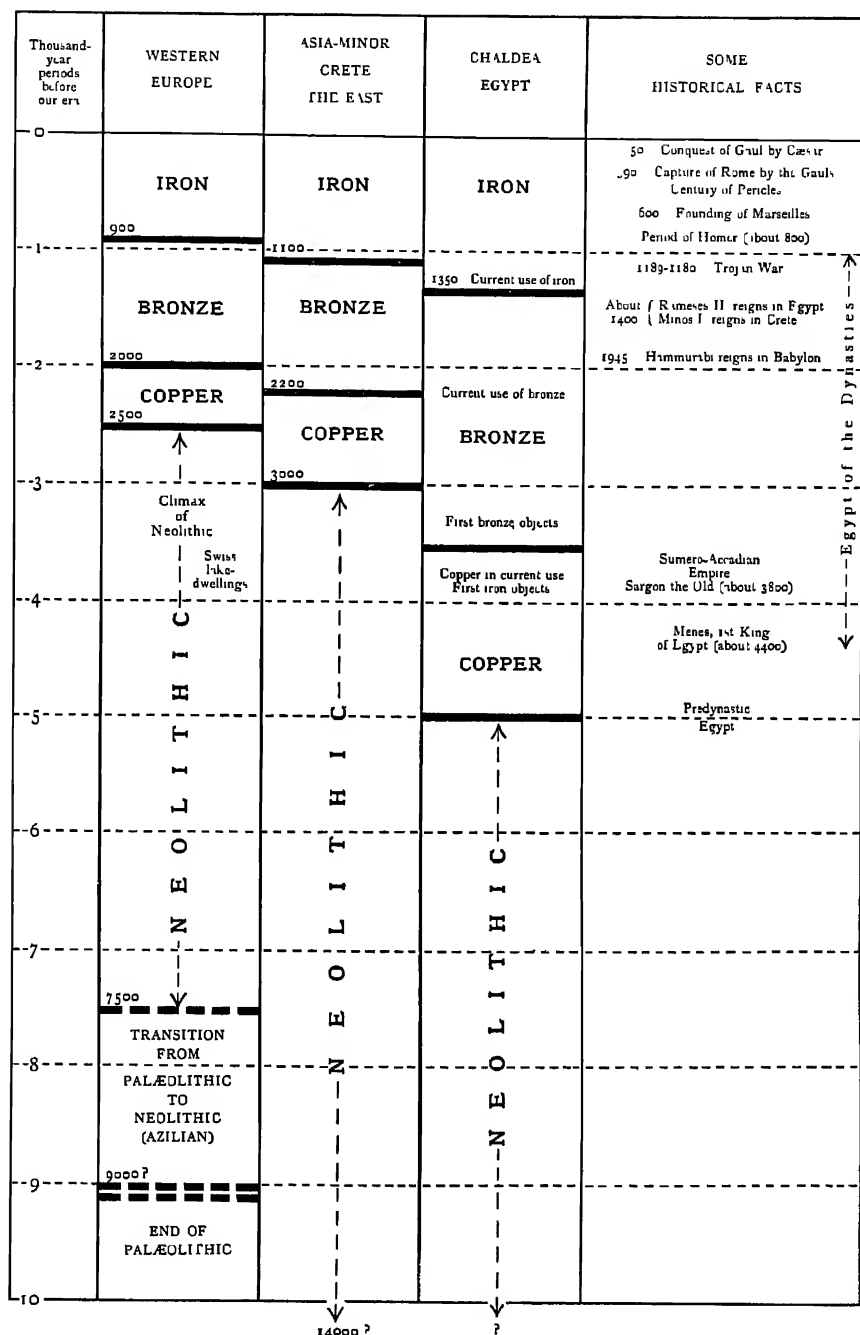 Thousand-
year
periods
before
our era
WESTERN
EUROPE
ASIA-MINOR
CRETE
THE EAST
CHALDEA
EGYPT
SOME
HISTORICAL FACTS
0
-1
-2
-3
-4
-5
-6
-7
-8
-9
-10
IRON
900
BRONZE
2000
COPPER
2500
Climax
of
Neolithic
Swiss
lake-
dwellings
NEOLITHIC
7500
TRANSITION
FROM
PALÆOLITHIC
TO
NEOLITHIC
(AZILIAN)
9000?
END OF
PALÆOLITHIC
IRON
1100
BRONZE
2200
COPPER
3000
NEOLITHIC
14000?
IRON
1350 Current use of iron
Current use of bronze
BRONZE
First bronze objects
Copper in current use
First iron objects
COPPER
NEOLITHIC
?
50 Conquest of Gaul by Cæsar
90 Capture of Rome by the Gauls
Century of Pericles
600 Founding of Marseilles
Period of Homer (about 800)
1189-1180 Trojan War
About { Rameses II reigns in Egypt
1400 { Minos I reigns in Crete
1945 Hammurabi reigns in Babylon
Sumero-Accadian
Empire
Sargon the Old (about 3800)
Menes, 1st King
of Egypt (about 4400)
Predynastic
Egypt
Egypt of the Dynasties